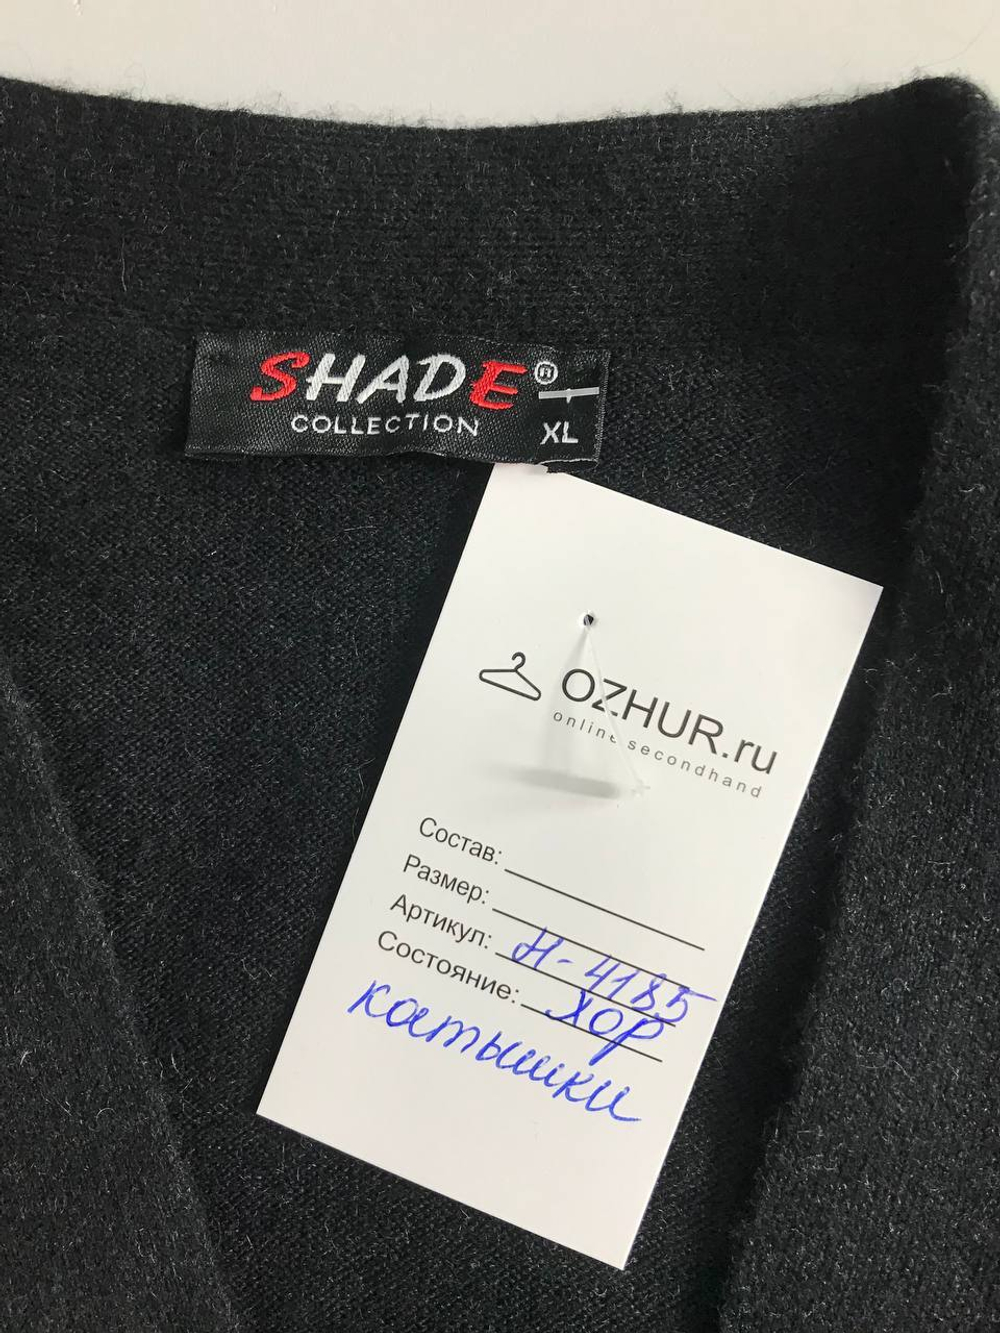 SHADE ®
COLLECTION
XL
OZHUR.ru
online secondhand
Состав:
Размер:
Артикул: Н-4185
Состояние: хор
катышки